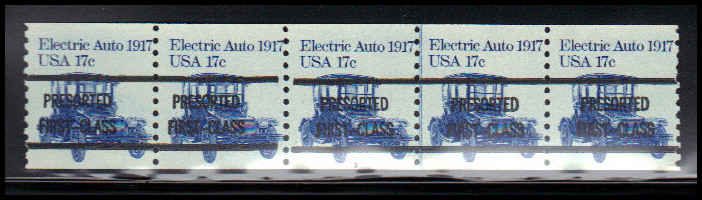 Electric Auto 1917 Electric Auto 1917 Electric Auto 1917 Electric Auto 1917 Electric Auto 1917
USA 17c USA 17c USA 17c USA 17c USA 17c
PRESORTED PRESORTED PRESORTED PRESORTED PRESORTED
FIRST-CLASS FIRST-CLASS FIRST-CLASS FIRST-CLASS FIRST-CLASS